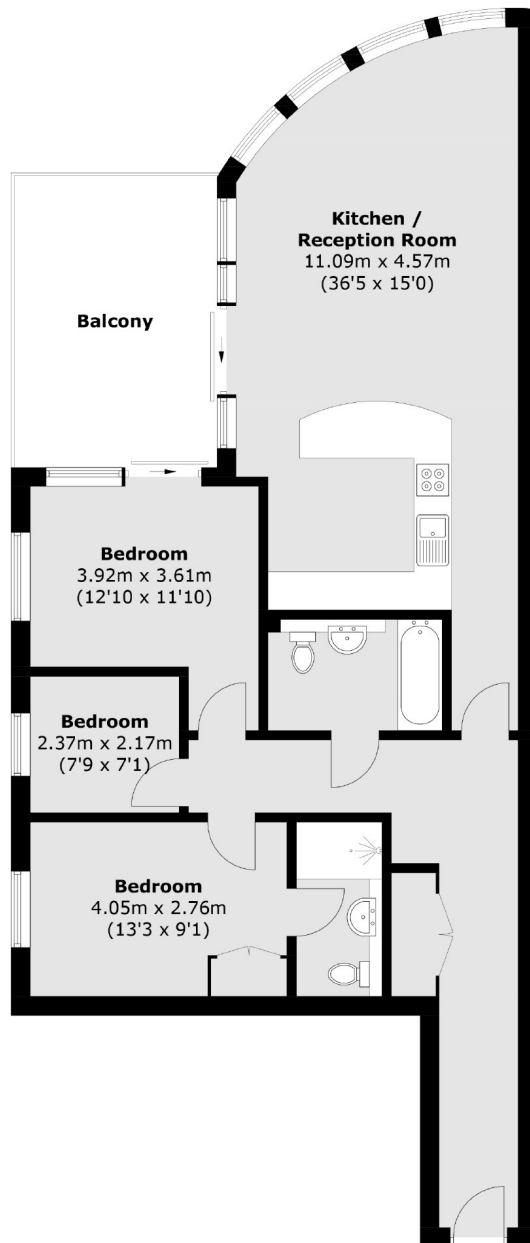 Kitchen /
Reception Room
11.09m x 4.57m
(36'5 x 15'0)
Balcony
Bedroom
3.92m x 3.61m
(12'10 x 11'10)
Bedroom
2.37m x 2.17m
(7'9 x 7'1)
Bedroom
4.05m x 2.76m
(13'3 x 9'1)